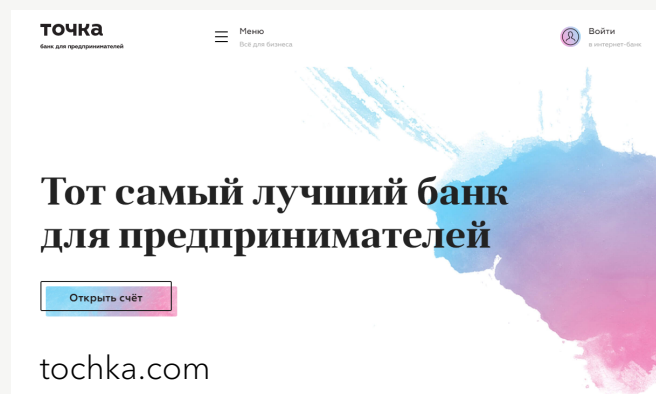 точка
банк для предпринимателей
Меню
Всё для бизнеса
Войти
в интернет-банк
Тот самый лучший банк
для предпринимателей
Открыть счёт
tochka.com